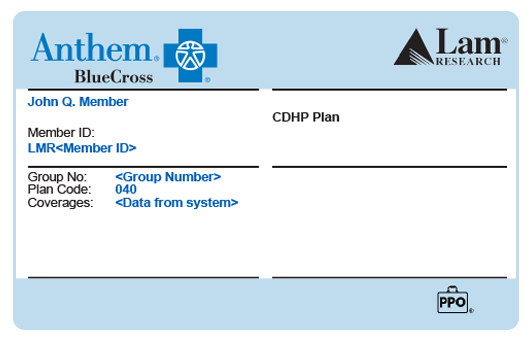 Anthem®
BlueCross
®
Lam®
RESEARCH
John Q. Member
Member ID:
LMR<Member ID>
CDHP Plan
Group No: <Group Number>
Plan Code: 040
Coverages: <Data from system>
PPO®